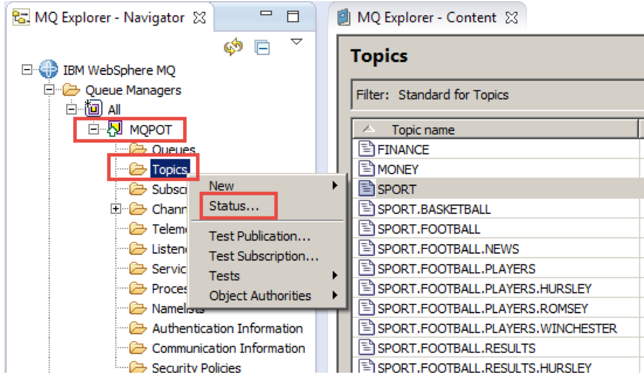 MQ Explorer - Navigator
IBM WebSphere MQ
Queue Managers
All
MQPOT
Queues
Topics
Subsc
Chann
Telem
Listen
Servic
Proces
Namelists
Authentication Information
Communication Information
Security Policies
New
Status...
Test Publication...
Test Subscription...
Tests
Object Authorities
MQ Explorer - Content
Topics
Filter: Standard for Topics
Topic name
FINANCE
MONEY
SPORT
SPORT.BASKETBALL
SPORT.FOOTBALL
SPORT.FOOTBALL.NEWS
SPORT.FOOTBALL.PLAYERS
SPORT.FOOTBALL.PLAYERS.HURSLEY
SPORT.FOOTBALL.PLAYERS.ROMSEY
SPORT.FOOTBALL.PLAYERS.WINCHESTER
SPORT.FOOTBALL.RESULTS
SPORT.FOOTBALL.RESULTS.HURSLEY